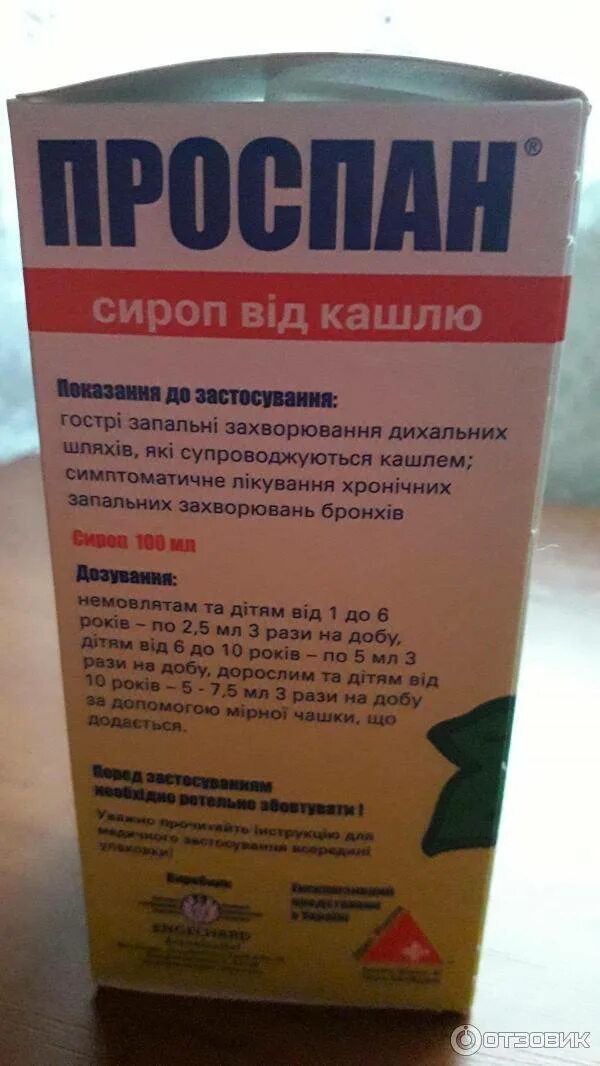 ПРОСПАН®
сироп від кашлю
Показання до застосування:
гострі запальні захворювання дихальних
шляхів, які супроводжуються кашлем;
симптоматичне лікування хронічних
запальних захворювань бронхів
Сироп 100 мл
Дозування:
немовлятам та дітям від 1 до 6
років – по 2,5 мл 3 рази на добу,
дітям від 6 до 10 років – по 5 мл 3
рази на добу, дорослим та дітям від
10 років – 5 - 7,5 мл 3 рази на добу
за допомогою мірної чашки, що
додається.
Перед застосуванням
необхідно ретельно збовтувати!
Уважно прочитайте інструкцію для
медичного застосування всередині
упаковки!
Виробник:
ENGELHARD
Ексклюзивний
представник
в Україні
ОТЗОВИК